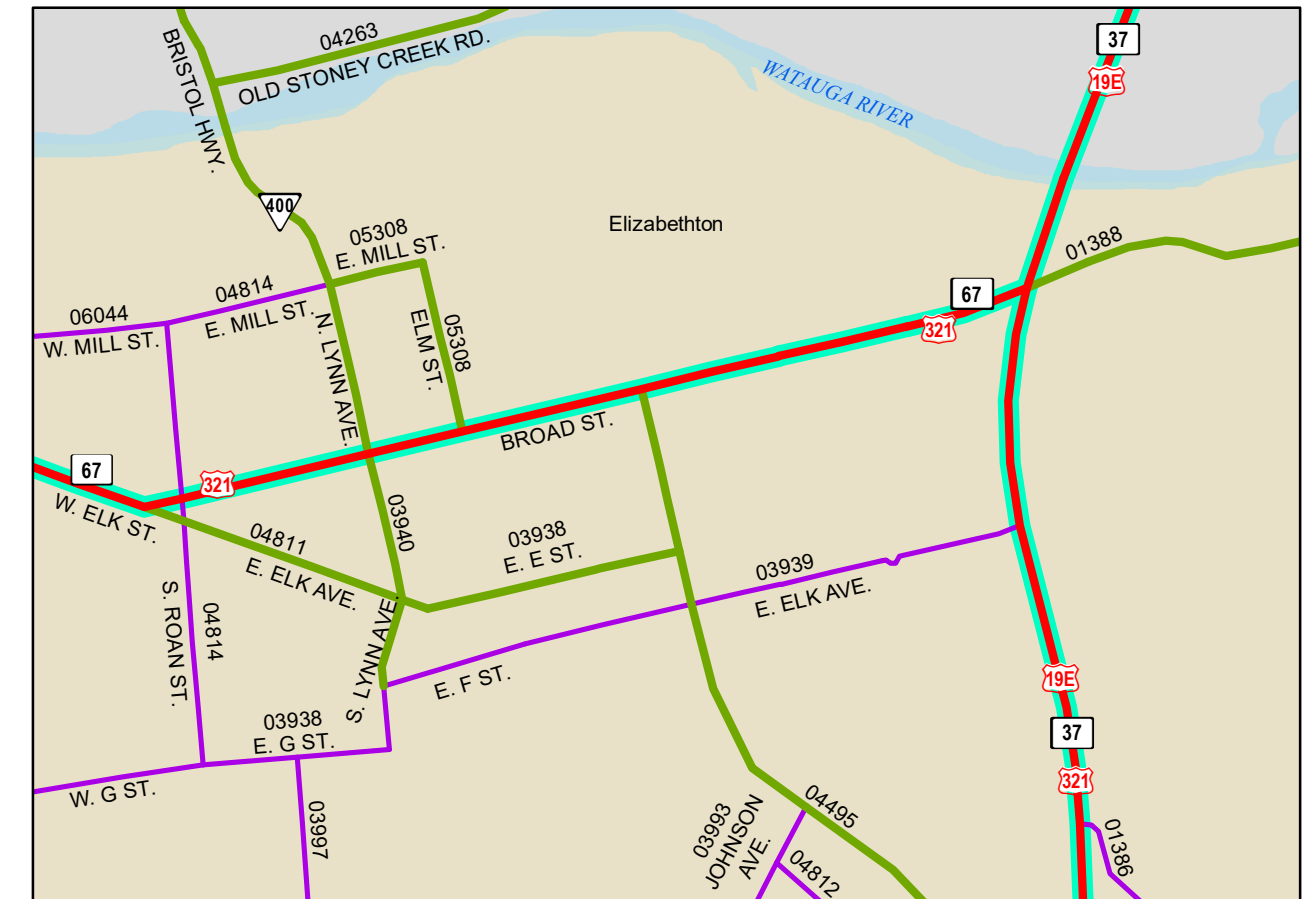 04263
OLD STONEY CREEK RD.
BRISTOL HWY.
WATAUGA RIVER
37
19E
400
Elizabethton
05308
E. MILL ST.
01388
04814
E. MILL ST.
06044
W. MILL ST.
67
321
N. LYNN AVE.
ELM ST.
05308
BROAD ST.
67
321
W. ELK ST.
04811
E. ELK AVE.
03940
03938
E. E ST.
03939
E. ELK AVE.
S. ROAN ST.
04814
S. LYNN AVE.
E. F ST.
19E
37
321
03938
E. G ST.
W. G ST.
03997
03993
JOHNSON
AVE.
04495
04812
01386